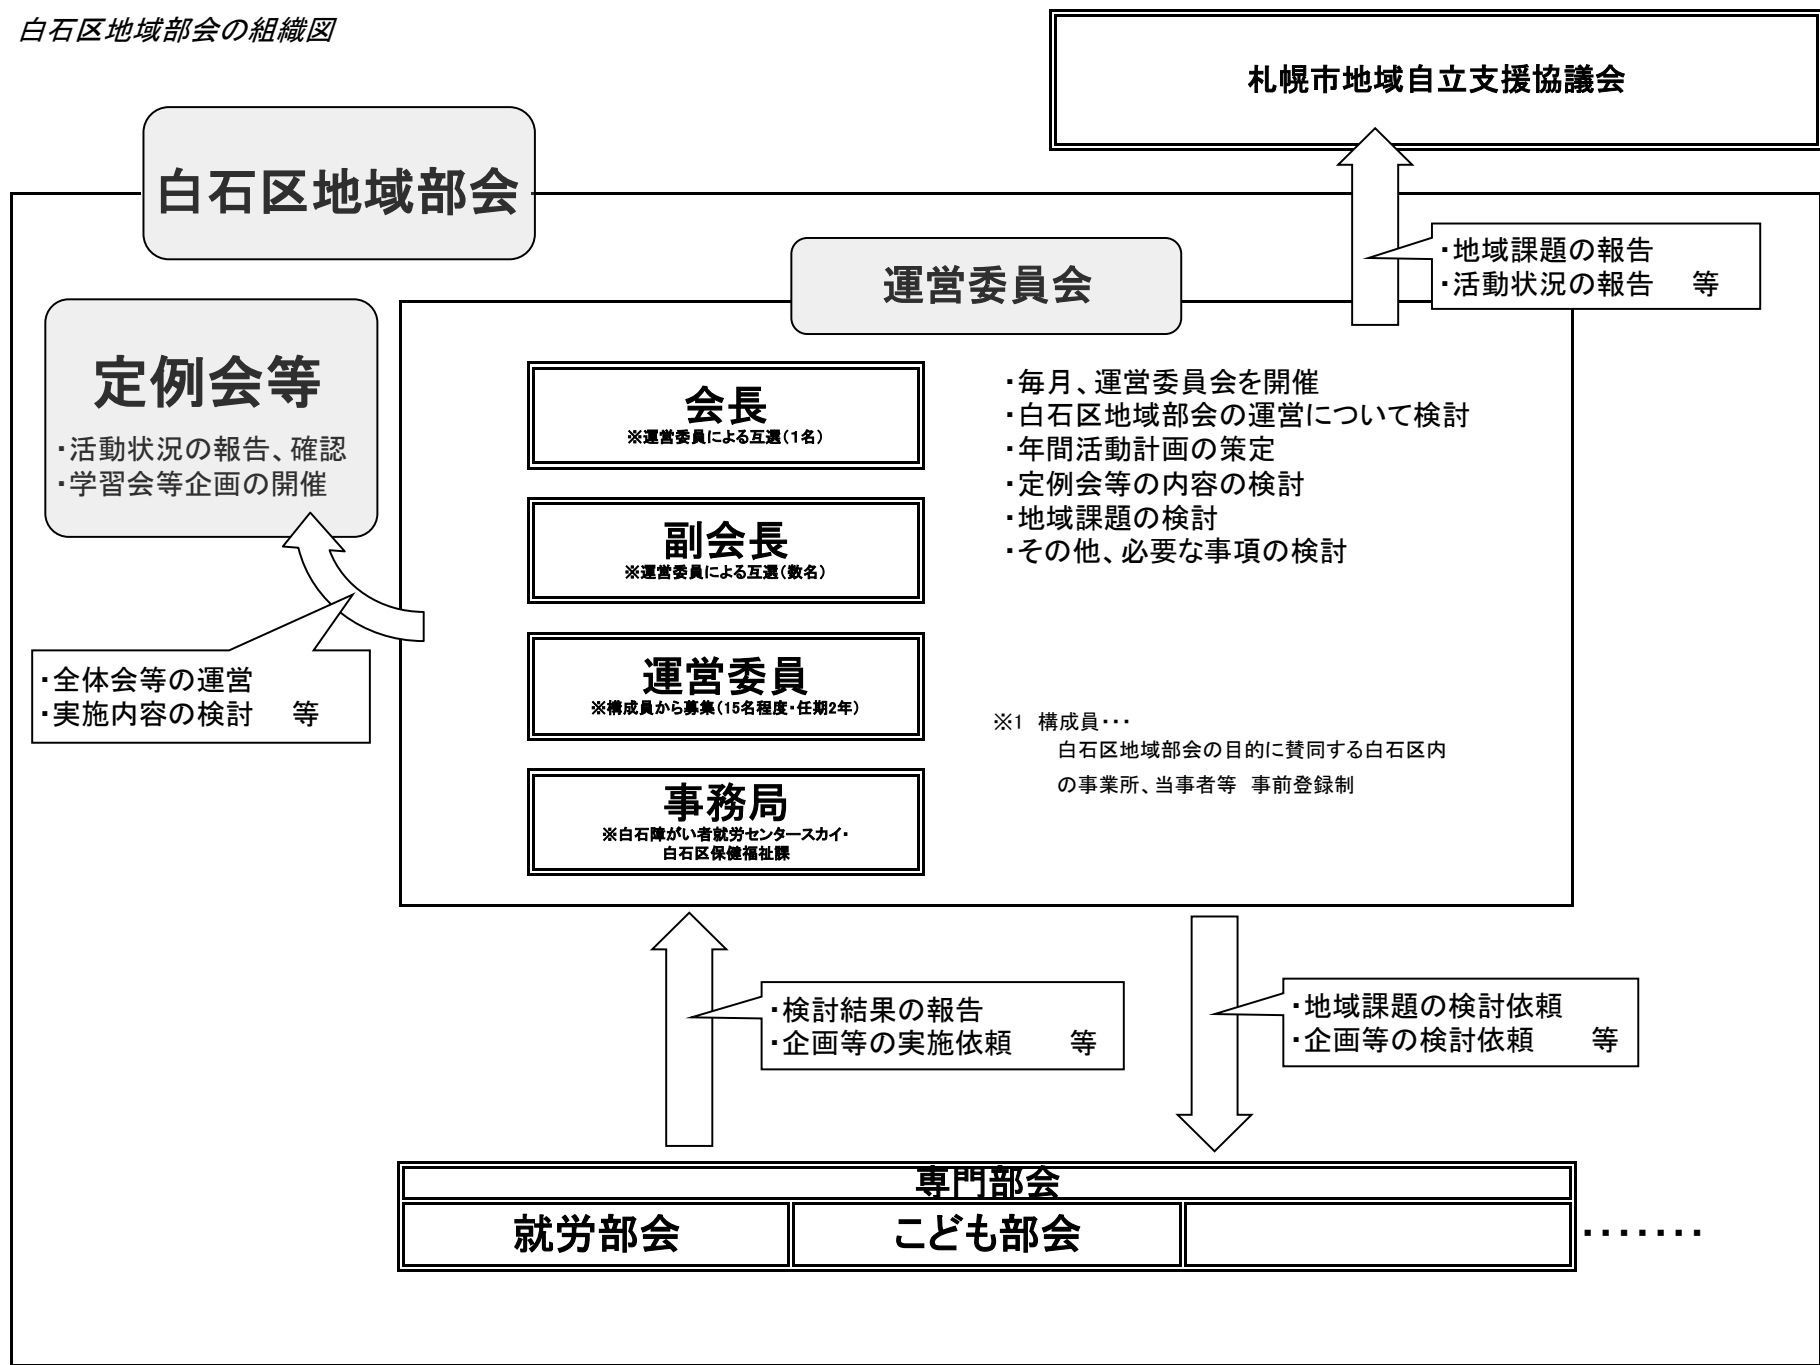 白石区地域部会の組織図
札幌市地域自立支援協議会
白石区地域部会
・地域課題の報告
・活動状況の報告　等
運営委員会
定例会等
・活動状況の報告、確認
・学習会等企画の開催
会長
※運営委員による互選（1名）
副会長
※運営委員による互選（数名）
運営委員
※構成員から募集（15名程度・任期2年）
事務局
※白石障がい者就労センタースカイ・
白石区保健福祉課
・毎月、運営委員会を開催
・白石区地域部会の運営について検討
・年間活動計画の策定
・定例会等の内容の検討
・地域課題の検討
・その他、必要な事項の検討
※1　構成員・・・
白石区地域部会の目的に賛同する白石区内
の事業所、当事者等　事前登録制
・全体会等の運営
・実施内容の検討　等
・検討結果の報告
・企画等の実施依頼　等
・地域課題の検討依頼
・企画等の検討依頼　等
専門部会
就労部会
こども部会
・・・・・・・